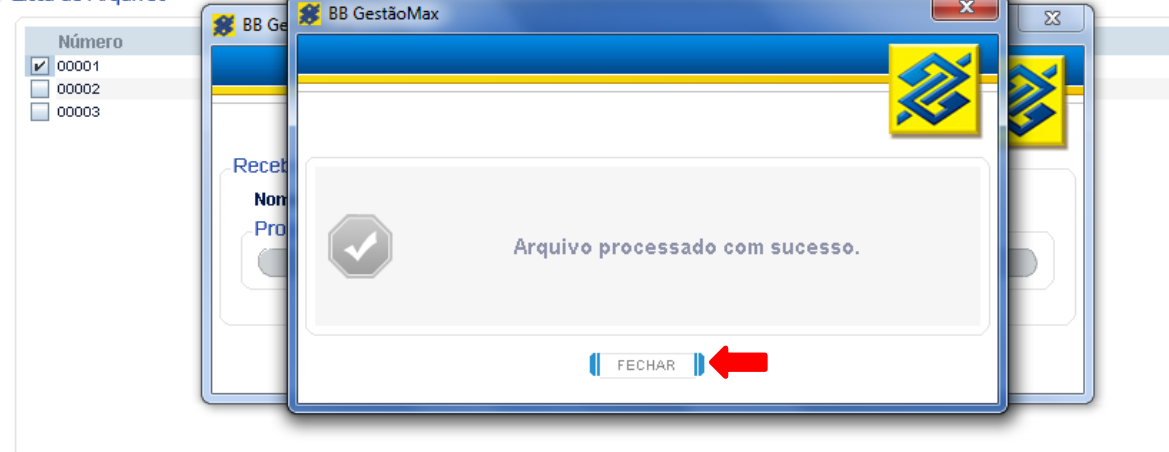 Número
00001
00002
00003
BB Ge
BB GestãoMax
Receb
Nom
Pro
Arquivo processado com sucesso.
FECHAR